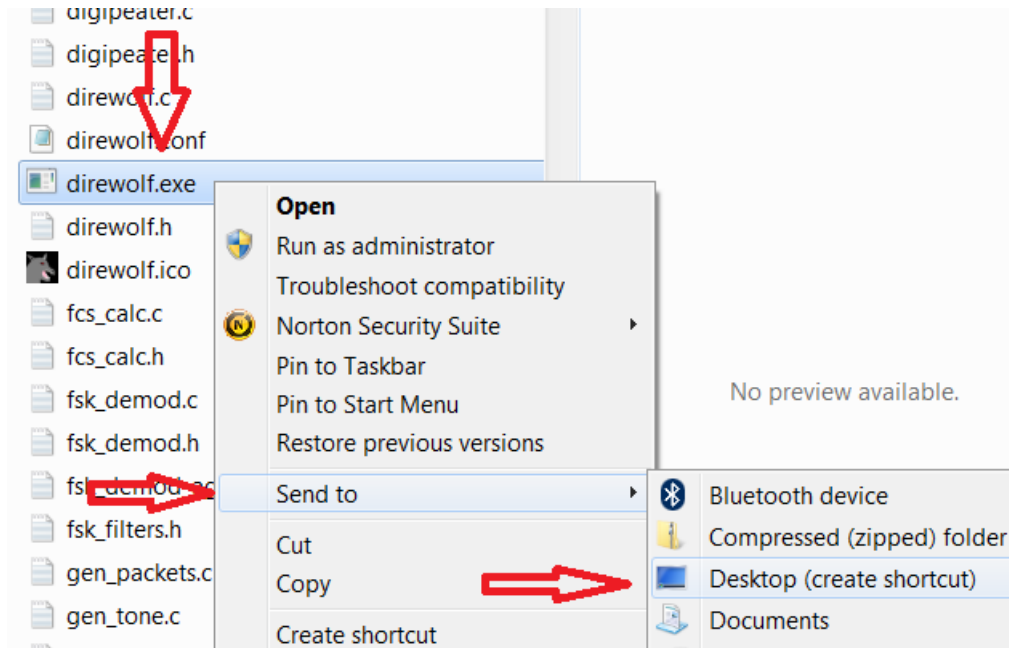 digipeater.c
digipeater.h
direwolf.c
direwolf.conf
direwolf.exe
direwolf.h
direwolf.ico
fcs_calc.c
fcs_calc.h
fsk_demod.c
fsk_demod.h
fsk_filters.h
gen_packets.c
gen_tone.c
Open
Run as administrator
Troubleshoot compatibility
Norton Security Suite
Pin to Taskbar
Pin to Start Menu
Restore previous versions
Send to
Cut
Copy
Create shortcut
Bluetooth device
Compressed (zipped) folder
Desktop (create shortcut)
Documents
No preview available.